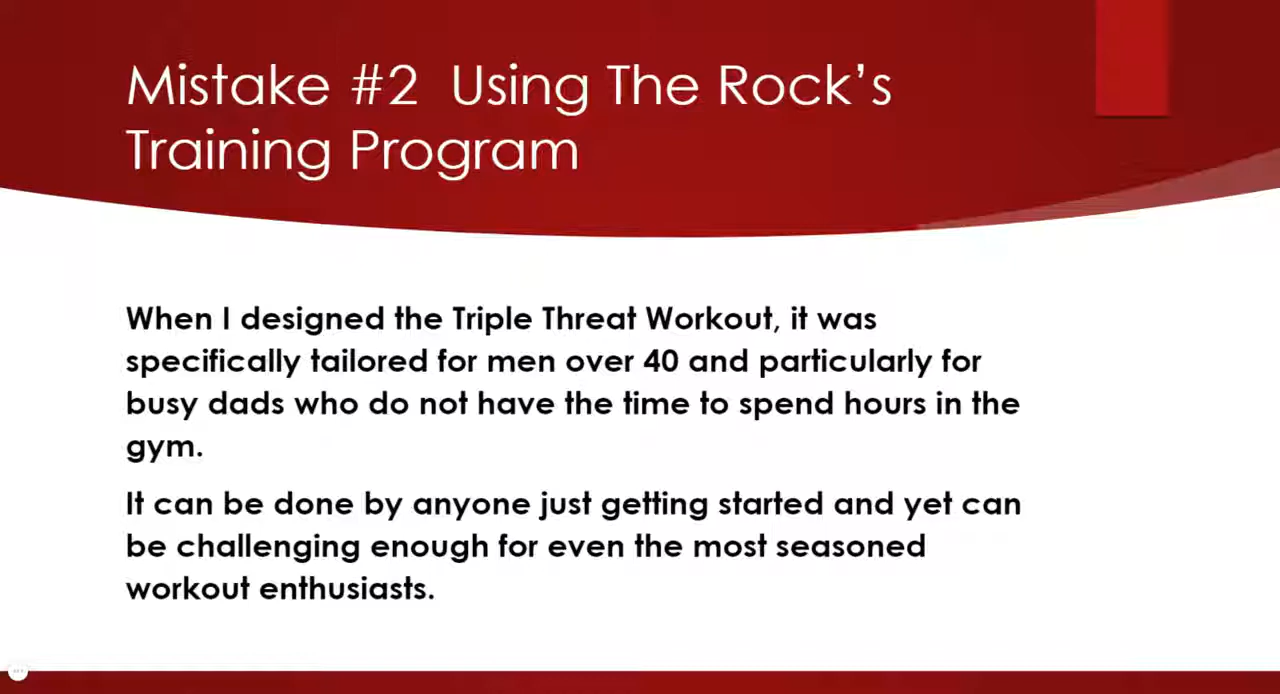 Mistake #2  Using The Rock's
Training Program
When I designed the Triple Threat Workout, it was
specifically tailored for men over 40 and particularly for
busy dads who do not have the time to spend hours in the
gym.
It can be done by anyone just getting started and yet can
be challenging enough for even the most seasoned
workout enthusiasts.